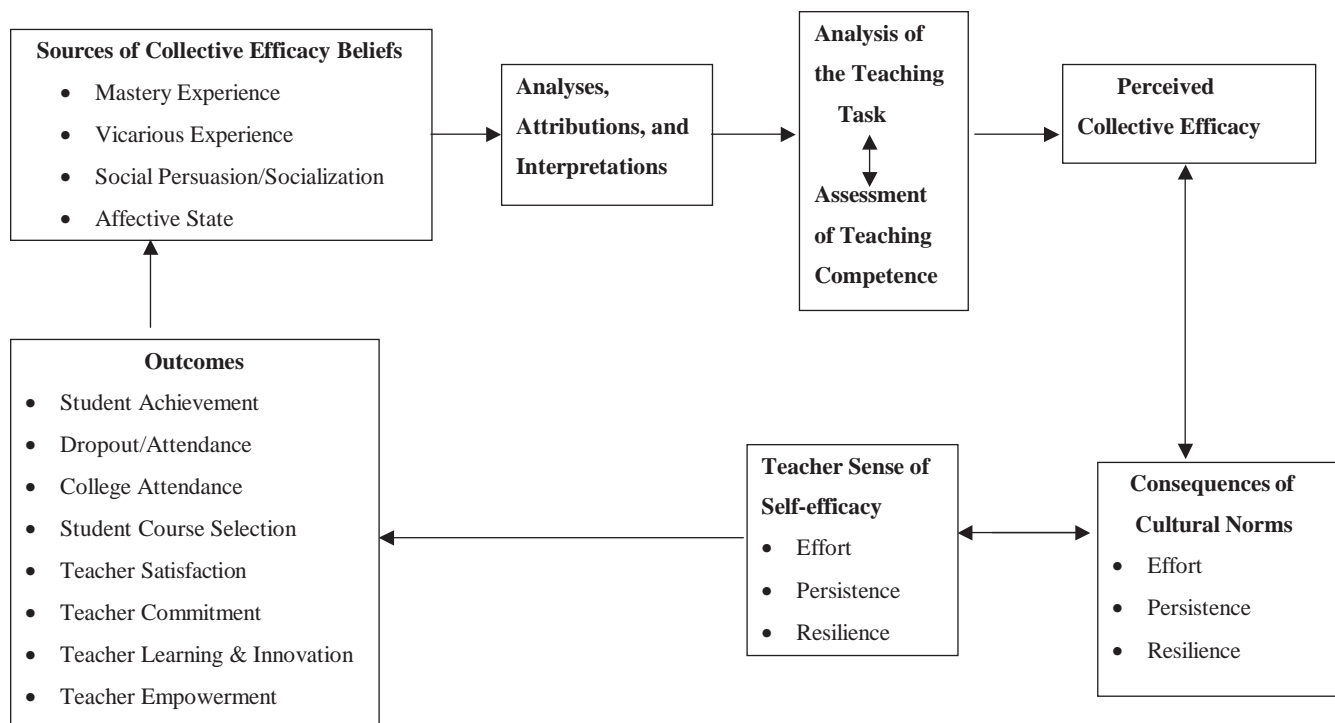 Sources of Collective Efficacy Beliefs
• Mastery Experience
• Vicarious Experience
• Social Persuasion/Socialization
• Affective State
Analyses,
Attributions, and
Interpretations
Analysis of
the Teaching
Task
Assessment
of Teaching
Competence
Perceived
Collective Efficacy
Outcomes
• Student Achievement
• Dropout/Attendance
• College Attendance
• Student Course Selection
• Teacher Satisfaction
• Teacher Commitment
• Teacher Learning & Innovation
• Teacher Empowerment
Teacher Sense of
Self-efficacy
• Effort
• Persistence
• Resilience
Consequences of
Cultural Norms
• Effort
• Persistence
• Resilience